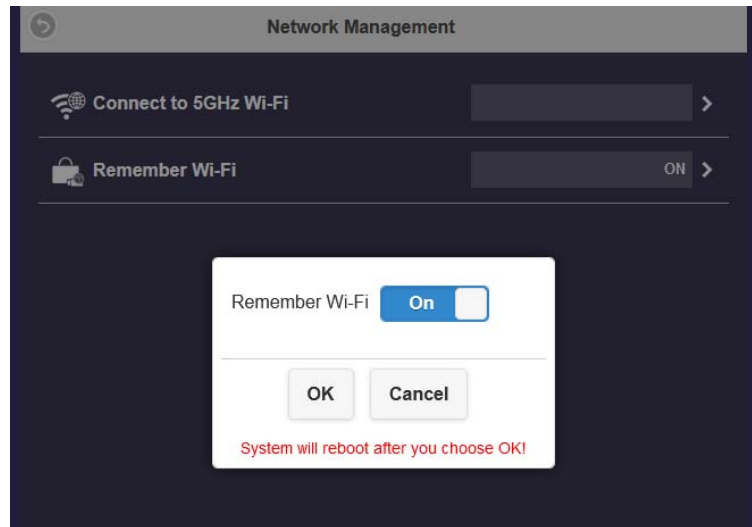 Network Management
Connect to 5GHz Wi-Fi
Remember Wi-Fi ON
Remember Wi-Fi On
OK Cancel
System will reboot after you choose OK!